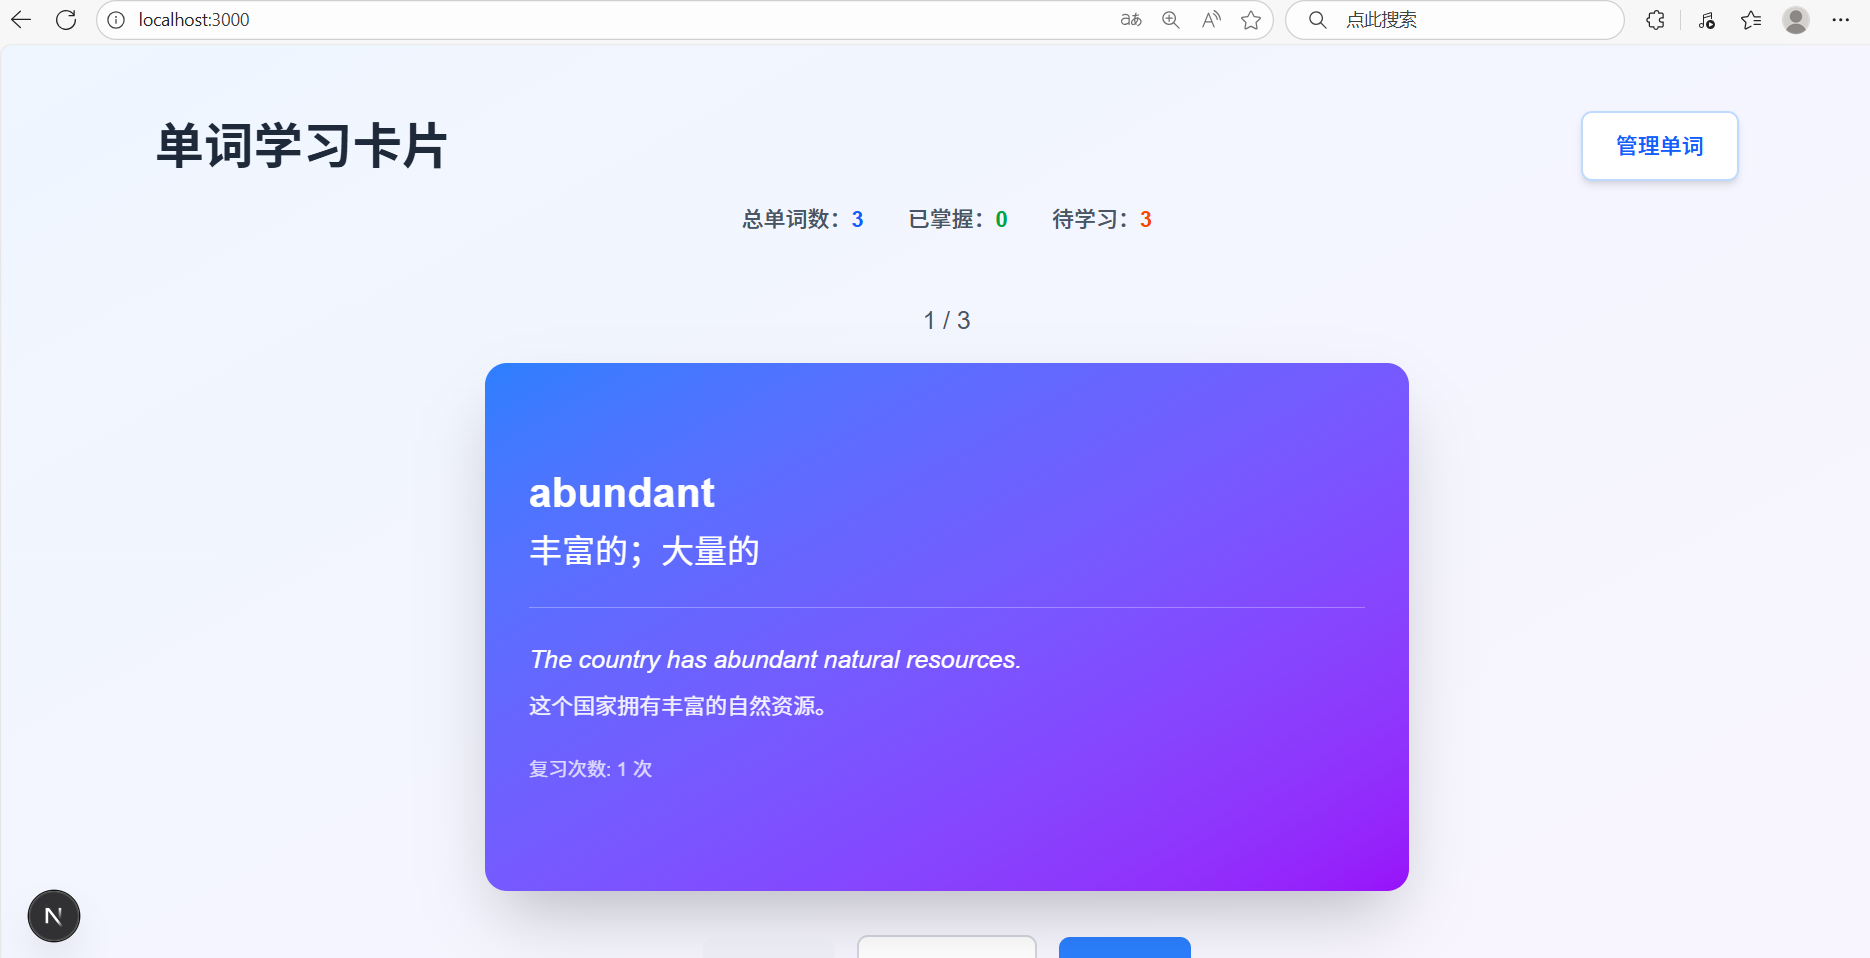 localhost:3000
点此搜索
单词学习卡片
管理单词
总单词数：3 已掌握：0 待学习：3
1 / 3
abundant
丰富的；大量的
The country has abundant natural resources.
这个国家拥有丰富的自然资源。
复习次数: 1 次
N